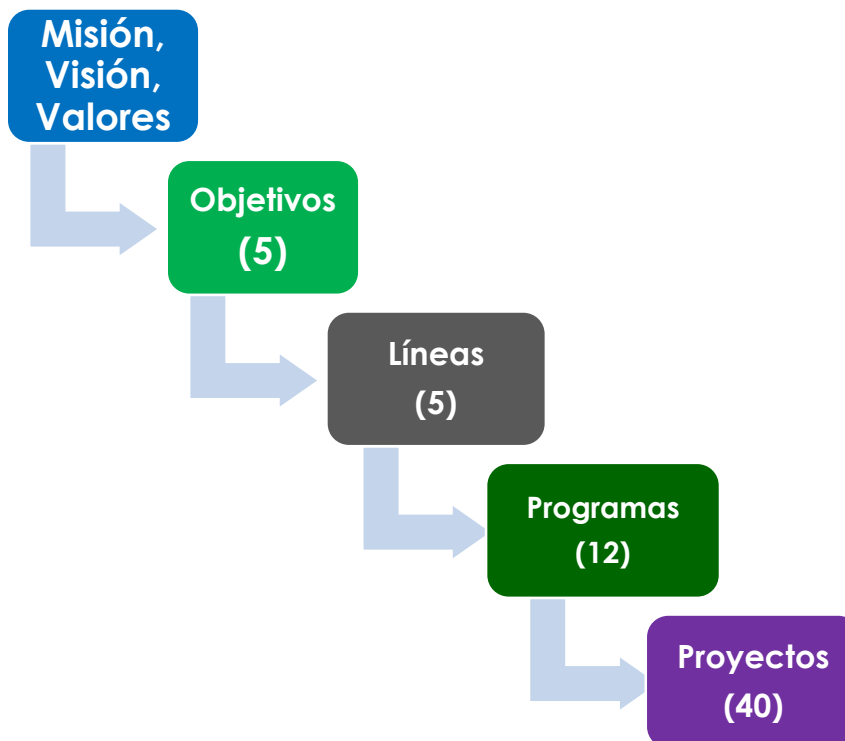 Misión,
Visión,
Valores
Objetivos
(5)
Líneas
(5)
Programas
(12)
Proyectos
(40)